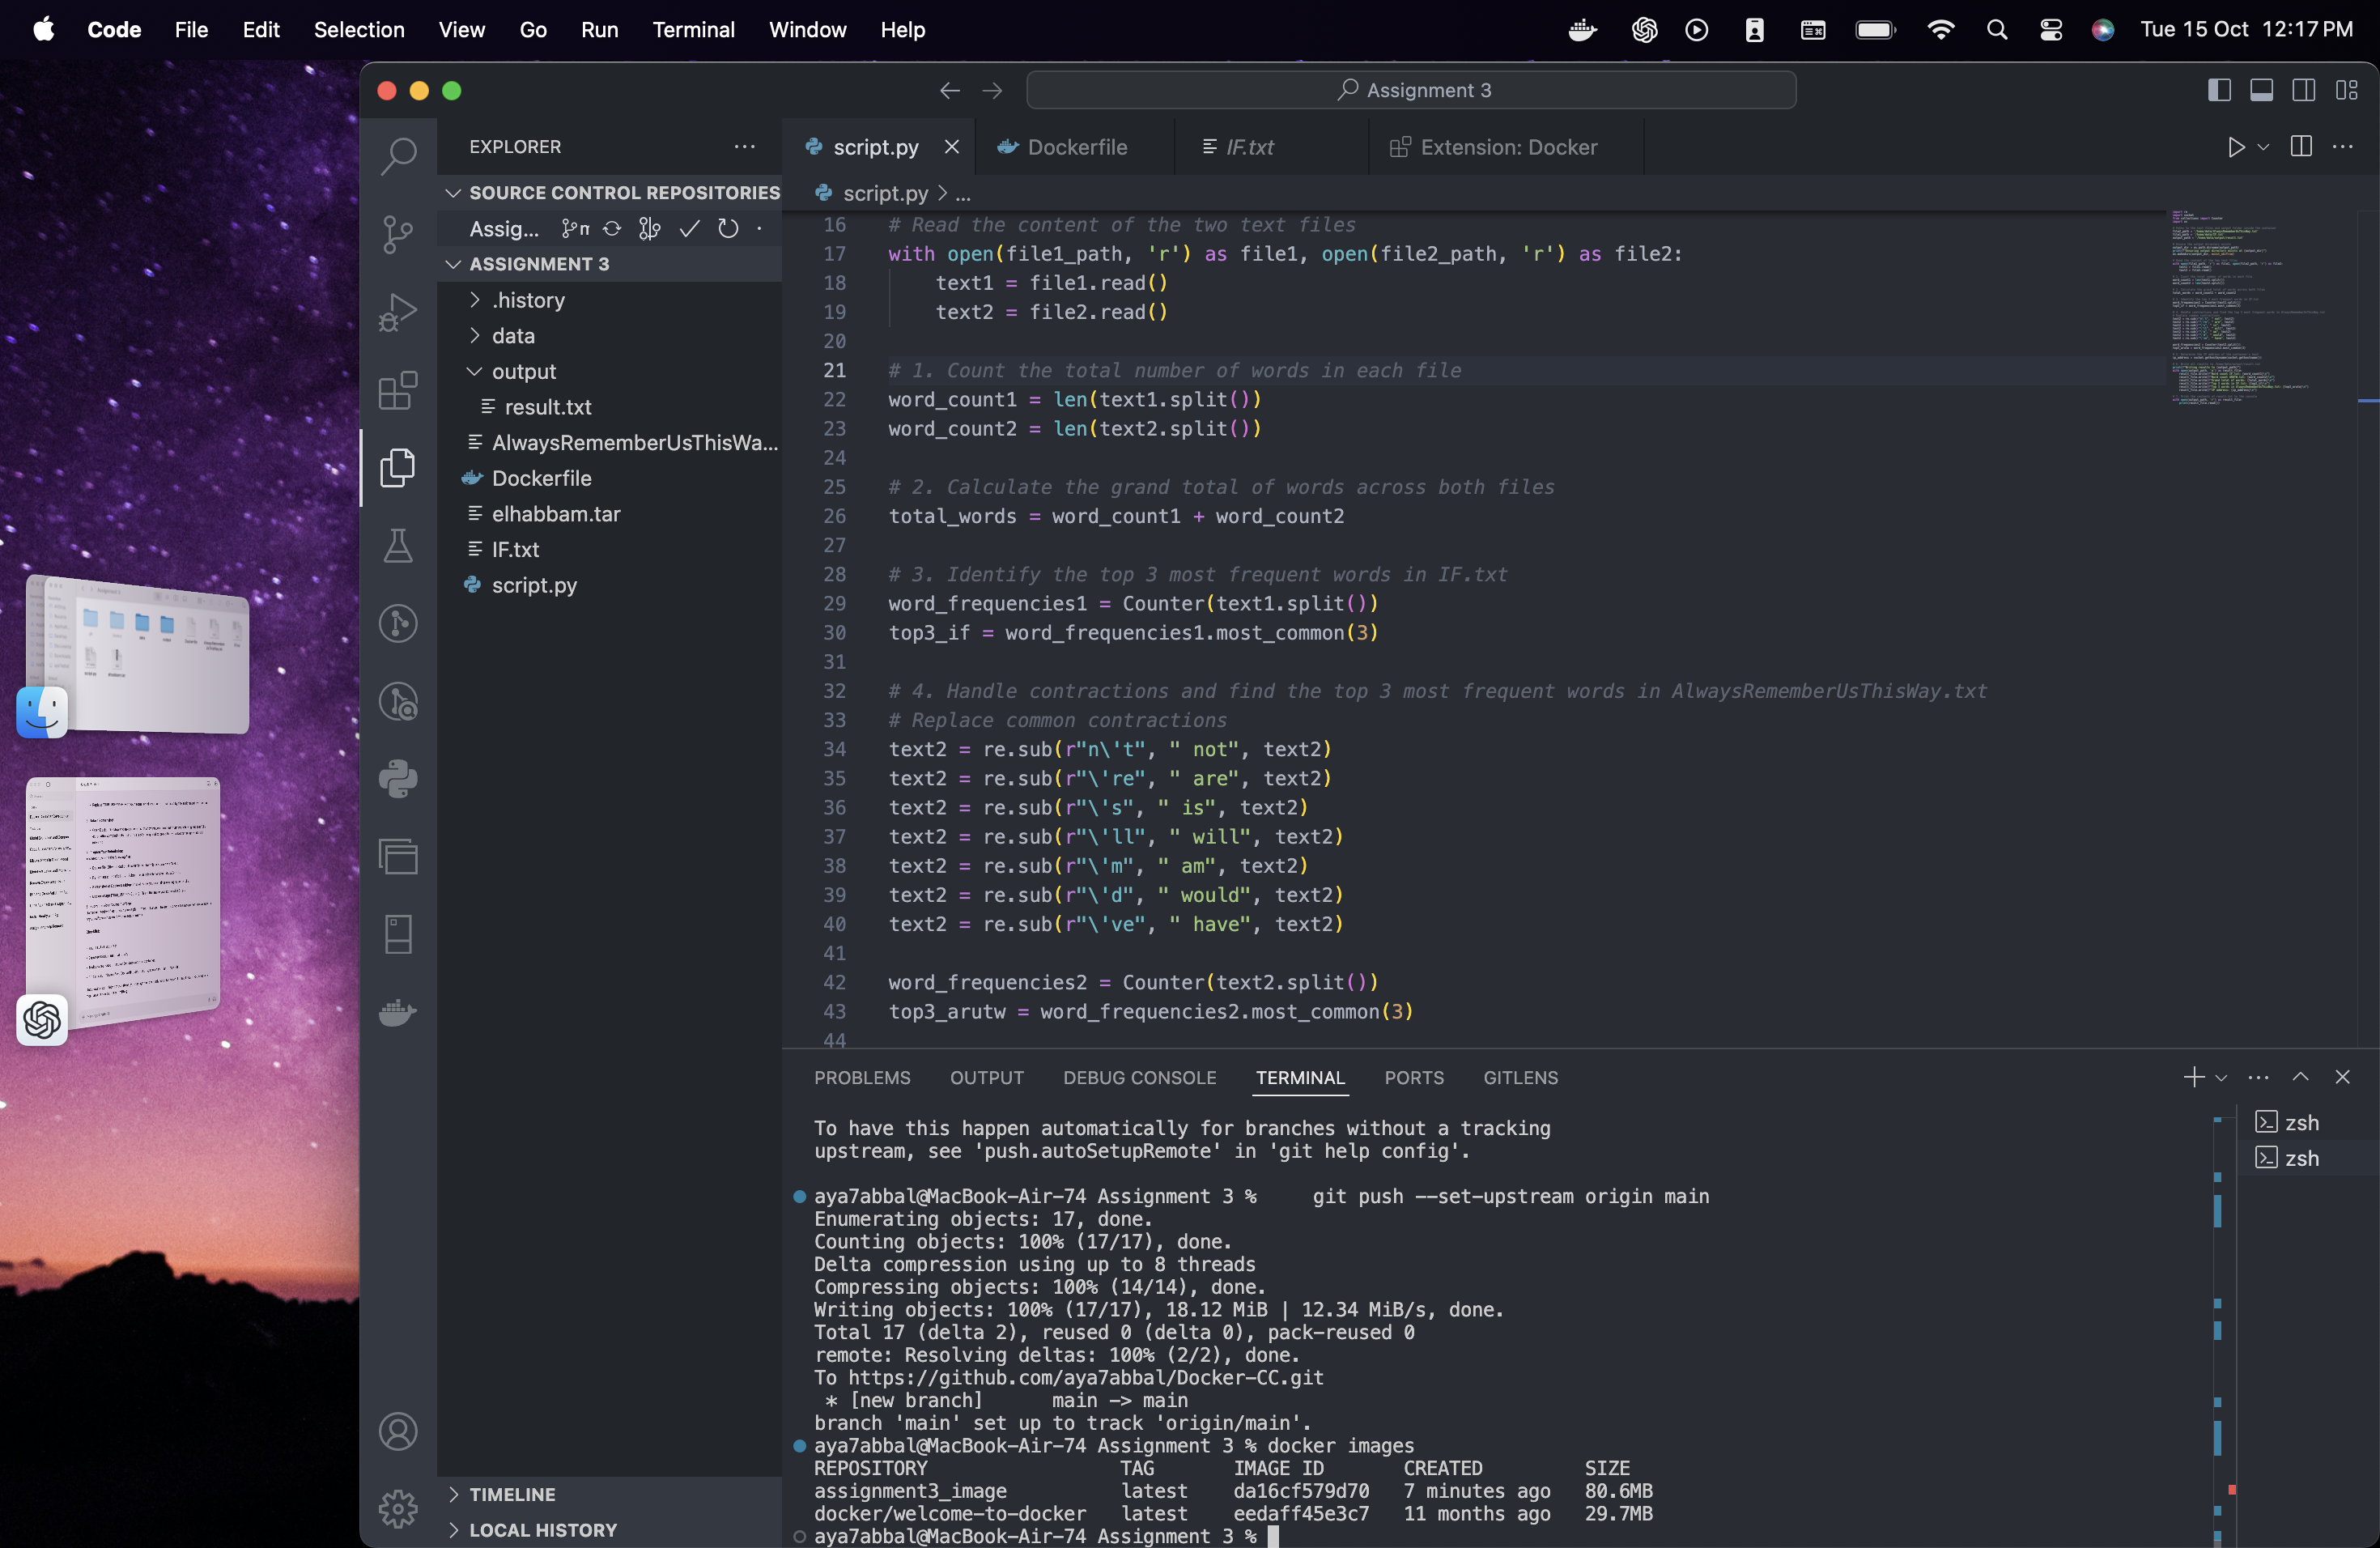 Code File Edit Selection View Go Run Terminal Window Help Tue 15 Oct 12:17 PM
Assignment 3
EXPLORER
SOURCE CONTROL REPOSITORIES
Assig...
ASSIGNMENT 3
.history
data
output
result.txt
AlwaysRememberUsThisWa...
Dockerfile
elhabbam.tar
IF.txt
script.py
TIMELINE
LOCAL HISTORY
script.py Dockerfile IF.txt Extension: Docker
script.py > ...
16 # Read the content of the two text files
17 with open(file1_path, 'r') as file1, open(file2_path, 'r') as file2:
18 text1 = file1.read()
19 text2 = file2.read()
20
21 # 1. Count the total number of words in each file
22 word_count1 = len(text1.split())
23 word_count2 = len(text2.split())
24
25 # 2. Calculate the grand total of words across both files
26 total_words = word_count1 + word_count2
27
28 # 3. Identify the top 3 most frequent words in IF.txt
29 word_frequencies1 = Counter(text1.split())
30 top3_if = word_frequencies1.most_common(3)
31
32 # 4. Handle contractions and find the top 3 most frequent words in AlwaysRememberUsThisWay.txt
33 # Replace common contractions
34 text2 = re.sub(r"n\'t", " not", text2)
35 text2 = re.sub(r"\'re", " are", text2)
36 text2 = re.sub(r"\'s", " is", text2)
37 text2 = re.sub(r"\'ll", " will", text2)
38 text2 = re.sub(r"\'m", " am", text2)
39 text2 = re.sub(r"\'d", " would", text2)
40 text2 = re.sub(r"\'ve", " have", text2)
41
42 word_frequencies2 = Counter(text2.split())
43 top3_arutw = word_frequencies2.most_common(3)
44
PROBLEMS OUTPUT DEBUG CONSOLE TERMINAL PORTS GITLENS
zsh
zsh
To have this happen automatically for branches without a tracking
upstream, see 'push.autoSetupRemote' in 'git help config'.
aya7abbal@MacBook-Air-74 Assignment 3 % git push --set-upstream origin main
Enumerating objects: 17, done.
Counting objects: 100% (17/17), done.
Delta compression using up to 8 threads
Compressing objects: 100% (14/14), done.
Writing objects: 100% (17/17), 18.12 MiB | 12.34 MiB/s, done.
Total 17 (delta 2), reused 0 (delta 0), pack-reused 0
remote: Resolving deltas: 100% (2/2), done.
To https://github.com/aya7abbal/Docker-CC.git
* [new branch] main -> main
branch 'main' set up to track 'origin/main'.
aya7abbal@MacBook-Air-74 Assignment 3 % docker images
REPOSITORY TAG IMAGE ID CREATED SIZE
assignment3_image latest da16cf579d70 7 minutes ago 80.6MB
docker/welcome-to-docker latest eedaff45e3c7 11 months ago 29.7MB
aya7abbal@MacBook-Air-74 Assignment 3 %